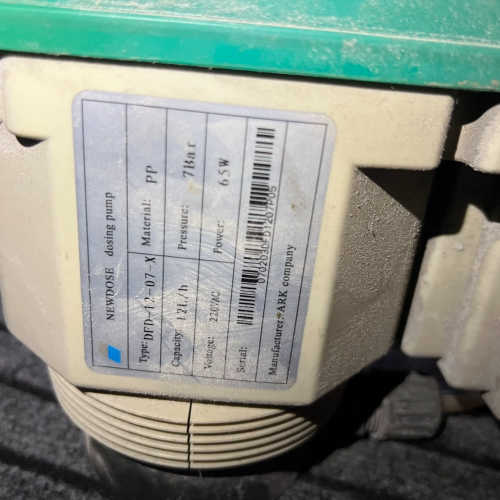 NEWDOSE dosing pump
Type: DFD-12-07-X Material: PP
Capacity: 12L/h Pressure: 7Bar
Voltage: 220VAC Power: 65W
Serial:
Manufacturer: ARK company